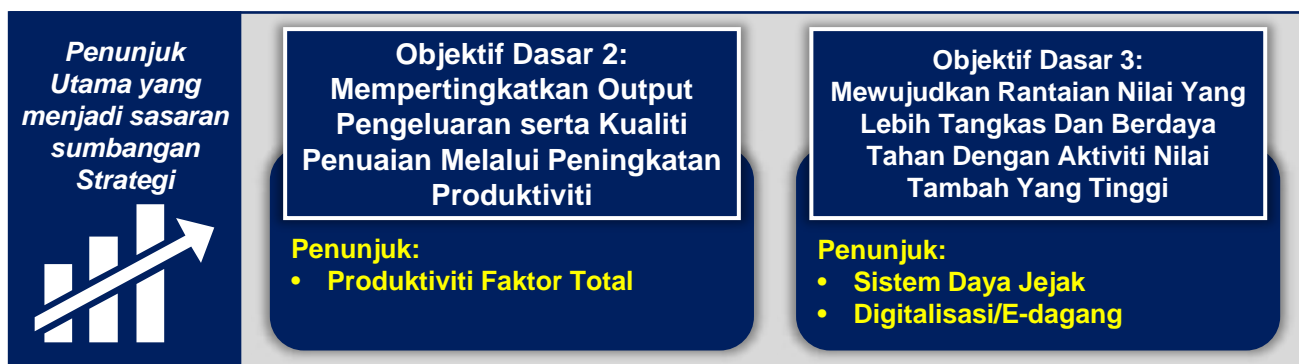 Penunjuk
Utama yang
menjadi sasaran
sumbangan
Strategi
Objektif Dasar 2:
Mempertingkatkan Output
Pengeluaran serta Kualiti
Penuaian Melalui Peningkatan
Produktiviti
Penunjuk:
• Produktiviti Faktor Total
Objektif Dasar 3:
Mewujudkan Rantaian Nilai Yang
Lebih Tangkas Dan Berdaya
Tahan Dengan Aktiviti Nilai
Tambah Yang Tinggi
Penunjuk:
• Sistem Daya Jejak
• Digitalisasi/E-dagang